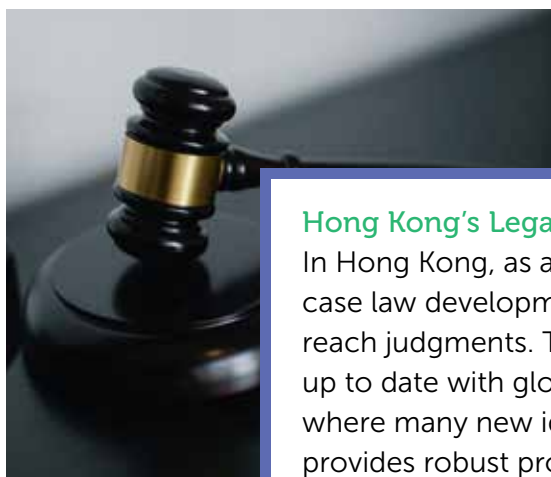 Hong Kong's Lega
In Hong Kong, as a
case law developm
reach judgments. T
up to date with glo
where many new i
provides robust pro